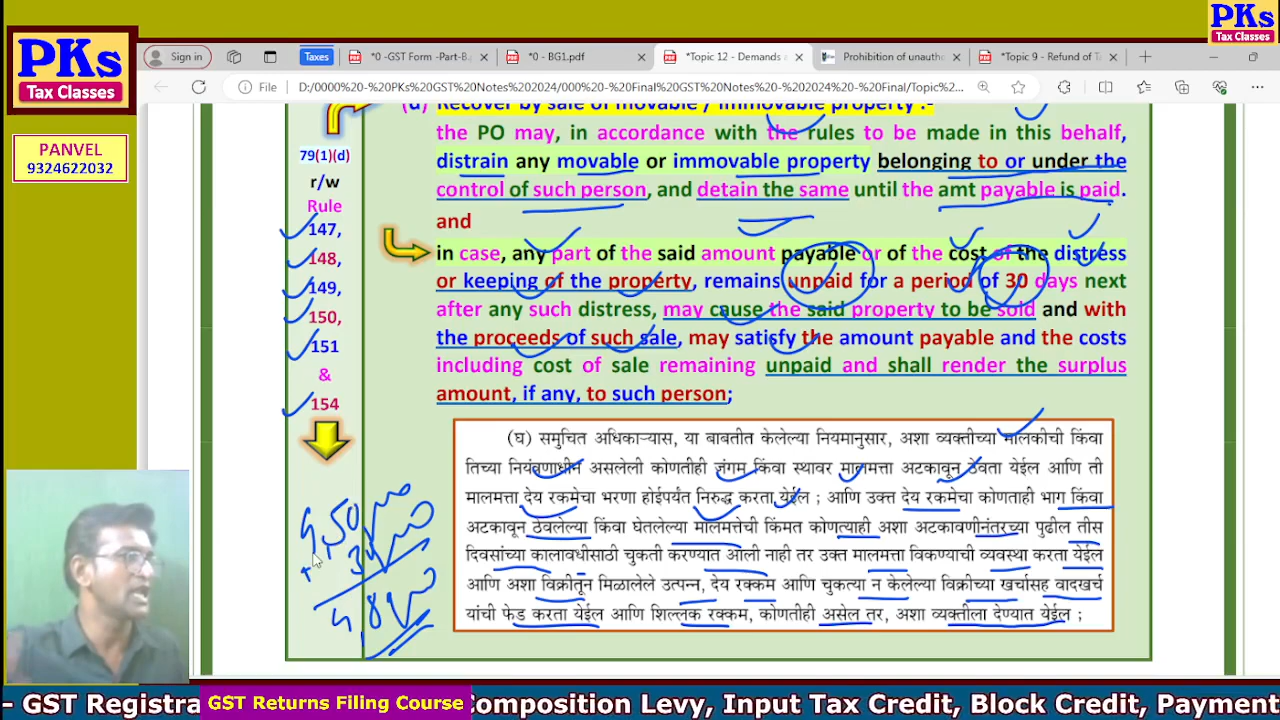 PKs
Tax Classes
PANVEL
9324622032
PKs
Tax Classes
Sign in
Taxes
*0 -GST Form -Part-B.
*0 - BG1.pdf
*Topic 12 - Demands a
Prohibition of unauth
*Topic 9 - Refund of Ta
File
D:/0000%20-%20PKs%20GST%20Notes%202024/000%20-%20Final%20GST%20Notes%202024%20-%20Final/Topic%...
(d) Recover by sale of movable / immovable property :-
the PO may, in accordance with the rules to be made in this behalf,
distrain any movable or immovable property belonging to or under the
control of such person, and detain the same until the amt payable is paid.
and
in case, any part of the said amount payable or of the cost of the distress
or keeping of the property, remains unpaid for a period of 30 days next
after any such distress, may cause the said property to be sold and with
the proceeds of such sale, may satisfy the amount payable and the costs
including cost of sale remaining unpaid and shall render the surplus
amount, if any, to such person;
79(1)(d)
r/w
Rule
147,
148,
149,
150,
151
&
154
(घ) समुचित अधिकाऱ्यास, या बाबतीत केलेल्या नियमानुसार, अशा व्यक्तीच्या मालकीची किंवा
तिच्या नियंत्रणाधीन असलेली कोणतीही जंगम किंवा स्थावर मालमत्ता अटकावून ठेवता येईल आणि ती
मालमत्ता देय रकमेचा भरणा होईपर्यंत निरुद्ध करता येईल ; आणि उक्त देय रकमेचा कोणताही भाग किंवा
अटकावून ठेवलेल्या किंवा घेतलेल्या मालमत्तेची किंमत कोणत्याही अशा अटकावणीनंतरच्या पुढील तीस
दिवसांच्या कालावधीसाठी चुकती करण्यात आली नाही तर उक्त मालमत्ता विकण्याची व्यवस्था करता येईल
आणि अशा विक्रीतून मिळालेले उत्पन्न, देय रक्कम आणि चुकत्या न केलेल्या विक्रीच्या खर्चासह वादखर्च
यांची फेड करता येईल आणि शिल्लक रक्कम, कोणतीही असेल तर, अशा व्यक्तीला देण्यात येईल ;
- GST Registra
GST Returns Filing Course
Composition Levy, Input Tax Credit, Block Credit, Payment